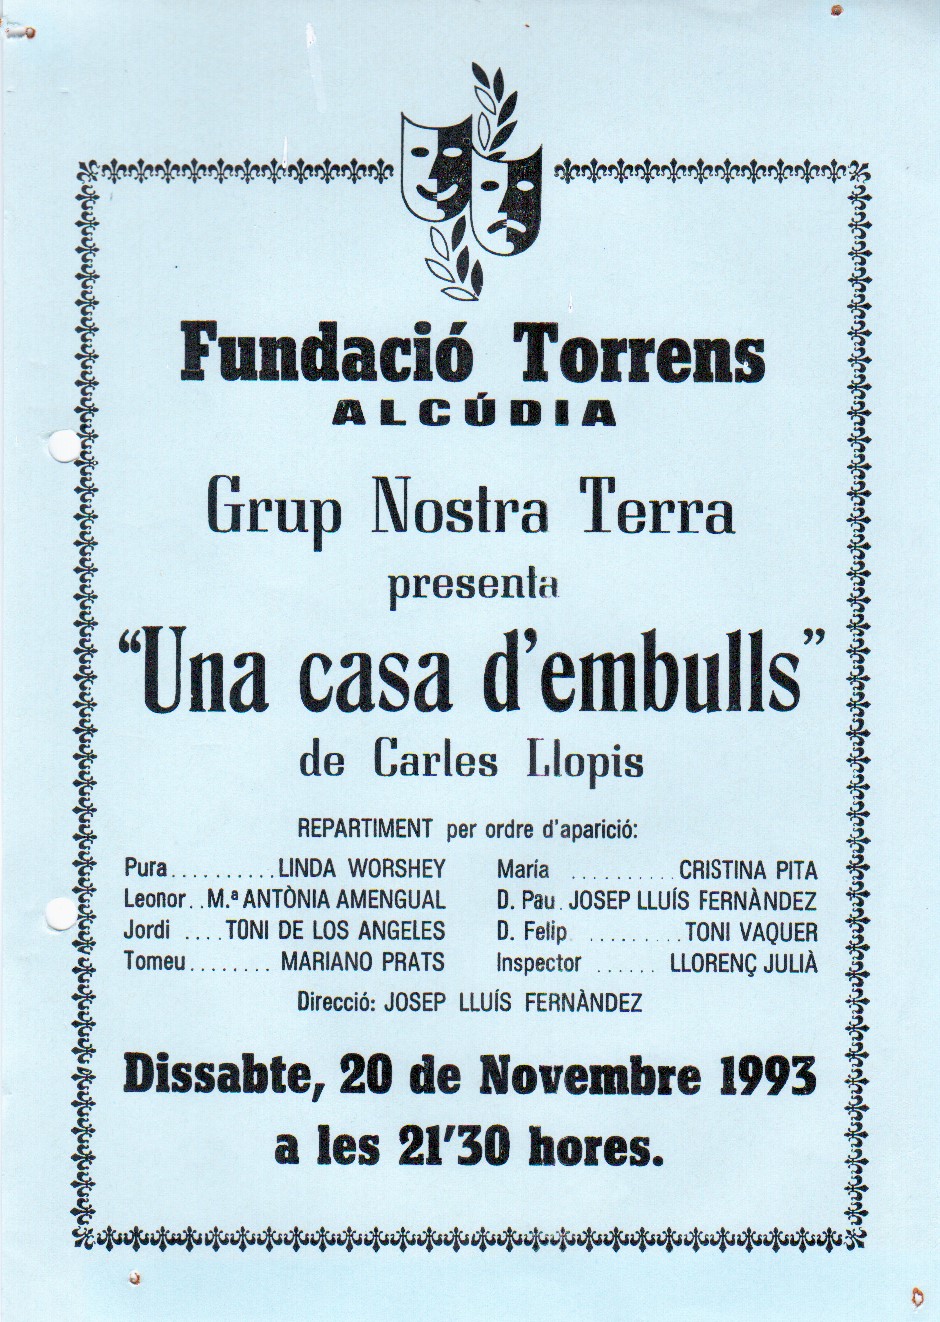 Fundació Torrens
ALCÚDIA
Grup Nostra Terra
presenta
“Una casa d'embulls”
de Carles Llopis
REPARTIMENT per ordre d'aparició:
Pura..........LINDA WORSHEY
Leonor..M.ª ANTÒNIA AMENGUAL
Jordi ....TONI DE LOS ANGELES
Tomeu........ MARIANO PRATS
María ..........CRISTINA PITA
D. Pau. JOSEP LLUÍS FERNÀNDEZ
D. Felip .........TONI VAQUER
Inspector ...... LLORENÇ JULIÀ
Direcció: JOSEP LLUÍS FERNÀNDEZ
Dissabte, 20 de Novembre 1993
a les 21'30 hores.